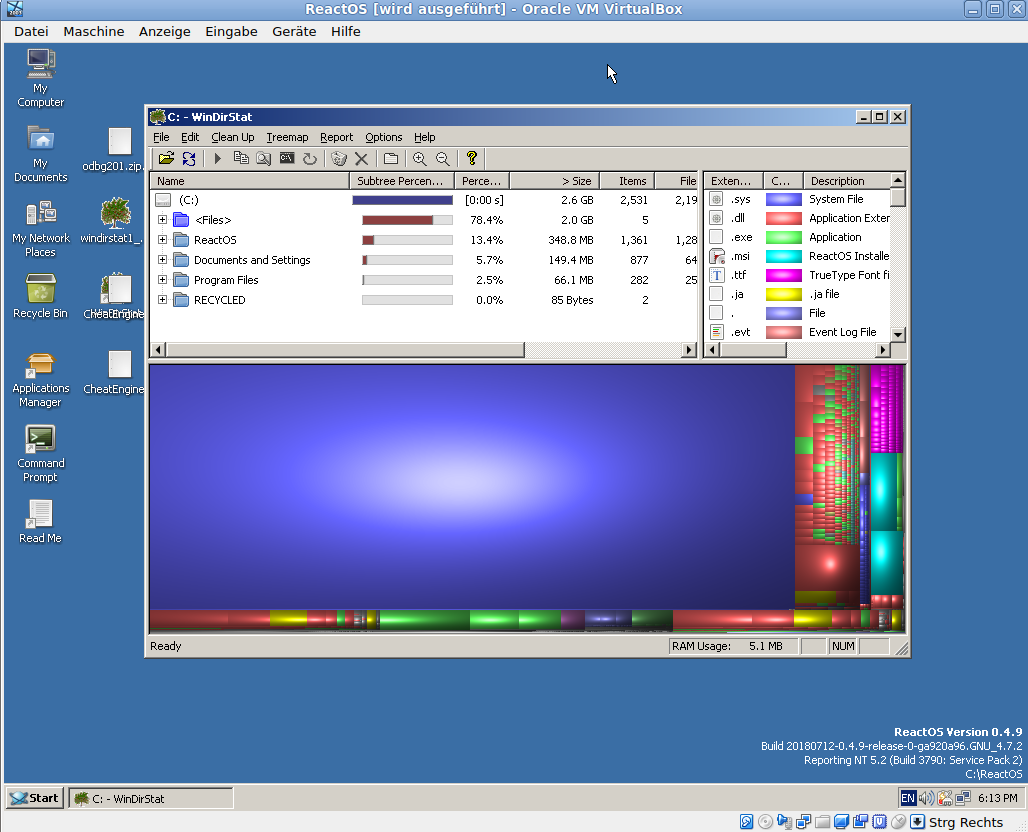 ReactOS [wird ausgeführt] - Oracle VM VirtualBox
Datei Maschine Anzeige Eingabe Geräte Hilfe
My
Computer
My
Documents
odbg201.zip.
My Network
Places
windirstat1_..
Recycle Bin
CheatEngine
Applications
Manager
CheatEngine
Command
Prompt
Read Me
C: - WinDirStat
File Edit Clean Up Treemap Report Options Help
Name Subtree Percen... Perce... > Size Items File
(C:) [0:00 s] 2.6 GB 2,531 2,19
<Files> 78.4% 2.0 GB 5
ReactOS 13.4% 348.8 MB 1,361 1,28
Documents and Settings 5.7% 149.4 MB 877 64
Program Files 2.5% 66.1 MB 282 25
RECYCLED 0.0% 85 Bytes 2
Exten... C... Description
.sys System File
.dll Application Exter
.exe Application
.msi ReactOS Installe
.ttf TrueType Font fi
.ja .ja file
. File
.evt Event Log File
Ready RAM Usage: 5.1 MB NUM
ReactOS Version 0.4.9
Build 20180712-0.4.9-release-0-ga920a96.GNU_4.7.2
Reporting NT 5.2 (Build 3790: Service Pack 2)
C:\ReactOS
Start C: - WinDirStat EN 6:13 PM
Strg Rechts